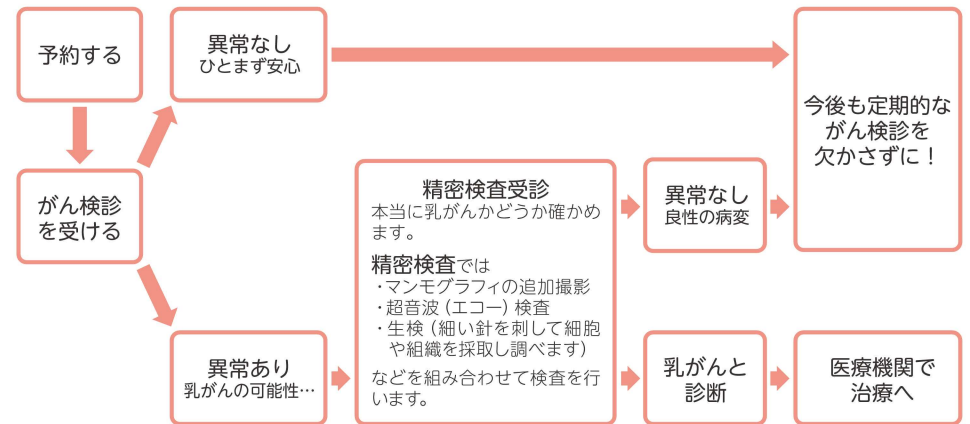 予約する
がん検診
を受ける
異常なし
ひとまず安心
異常あり
乳がんの可能性…
精密検査受診
本当に乳がんかどうか確かめ
ます。
精密検査では
・マンモグラフィの追加撮影
・超音波（エコー）検査
・生検（細い針を刺して細胞
や組織を採取し調べます）
などを組み合わせて検査を行
います。
異常なし
良性の病変
乳がんと
診断
今後も定期的な
がん検診を
欠かさずに！
医療機関で
治療へ